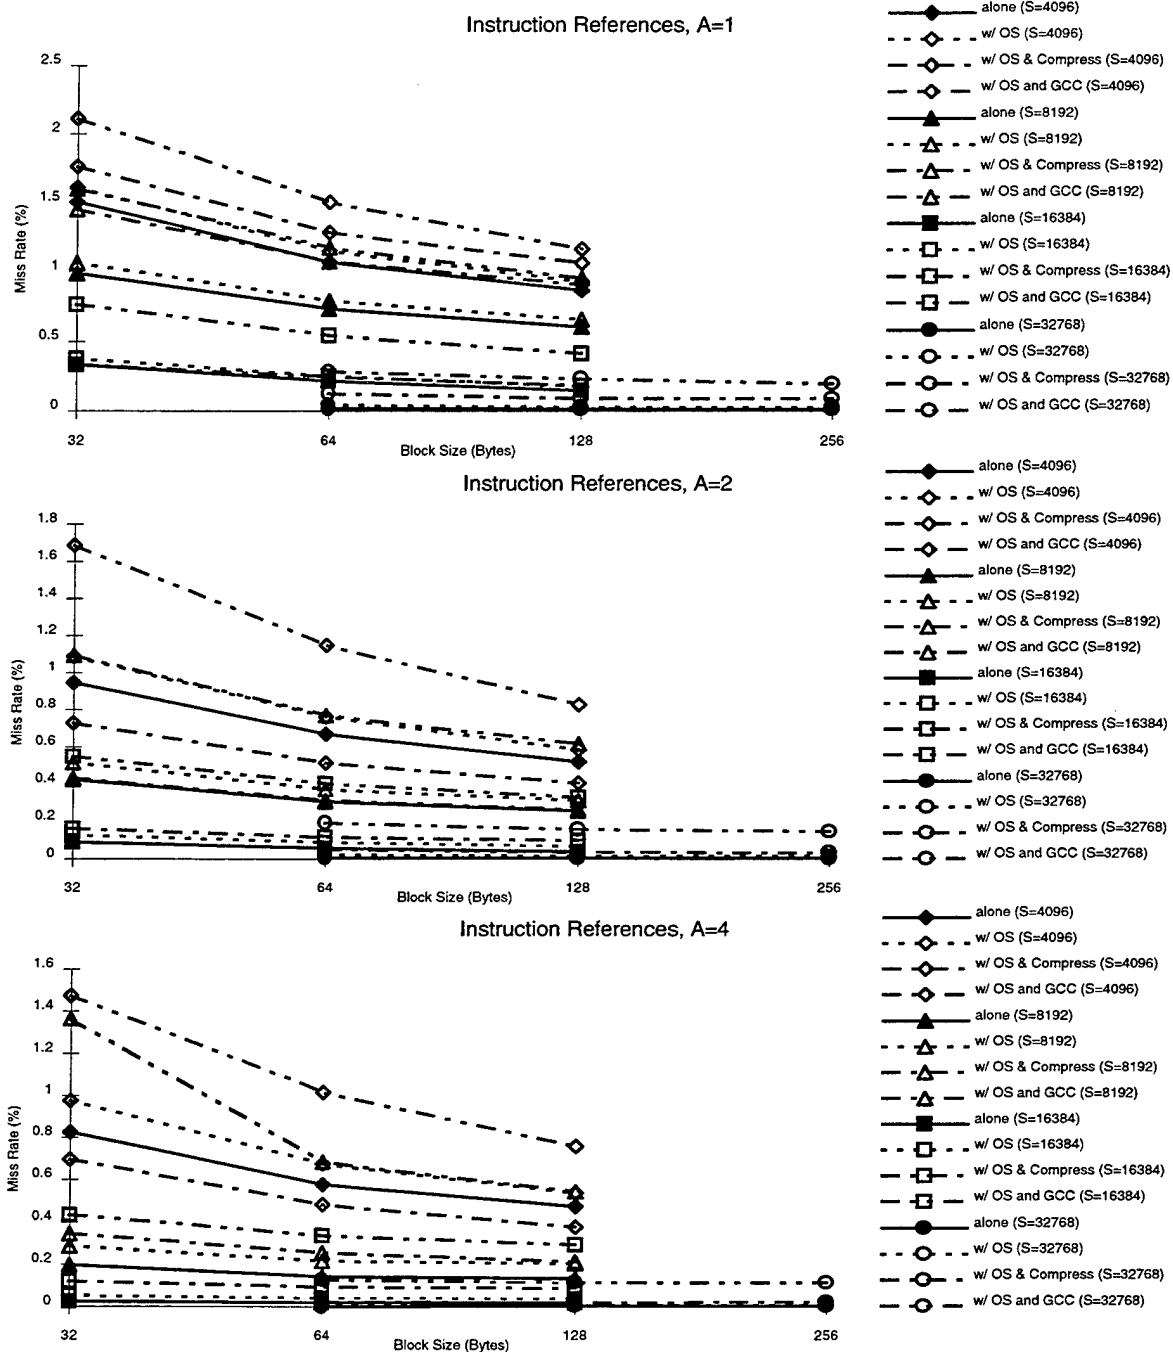 Instruction References, A=1
Miss Rate (%)
2.5
2
1.5
1
0.5
0
32
64
128
256
Block Size (Bytes)
alone (S=4096)
w/ OS (S=4096)
w/ OS & Compress (S=4096)
w/ OS and GCC (S=4096)
alone (S=8192)
w/ OS (S=8192)
w/ OS & Compress (S=8192)
w/ OS and GCC (S=8192)
alone (S=16384)
w/ OS (S=16384)
w/ OS & Compress (S=16384)
w/ OS and GCC (S=16384)
alone (S=32768)
w/ OS (S=32768)
w/ OS & Compress (S=32768)
w/ OS and GCC (S=32768)
Instruction References, A=2
Miss Rate (%)
1.8
1.6
1.4
1.2
1
0.8
0.6
0.4
0.2
0
32
64
128
256
Block Size (Bytes)
alone (S=4096)
w/ OS (S=4096)
w/ OS & Compress (S=4096)
w/ OS and GCC (S=4096)
alone (S=8192)
w/ OS (S=8192)
w/ OS & Compress (S=8192)
w/ OS and GCC (S=8192)
alone (S=16384)
w/ OS (S=16384)
w/ OS & Compress (S=16384)
w/ OS and GCC (S=16384)
alone (S=32768)
w/ OS (S=32768)
w/ OS & Compress (S=32768)
w/ OS and GCC (S=32768)
Instruction References, A=4
Miss Rate (%)
1.6
1.4
1.2
1
0.8
0.6
0.4
0.2
0
32
64
128
256
Block Size (Bytes)
alone (S=4096)
w/ OS (S=4096)
w/ OS & Compress (S=4096)
w/ OS and GCC (S=4096)
alone (S=8192)
w/ OS (S=8192)
w/ OS & Compress (S=8192)
w/ OS and GCC (S=8192)
alone (S=16384)
w/ OS (S=16384)
w/ OS & Compress (S=16384)
w/ OS and GCC (S=16384)
alone (S=32768)
w/ OS (S=32768)
w/ OS & Compress (S=32768)
w/ OS and GCC (S=32768)